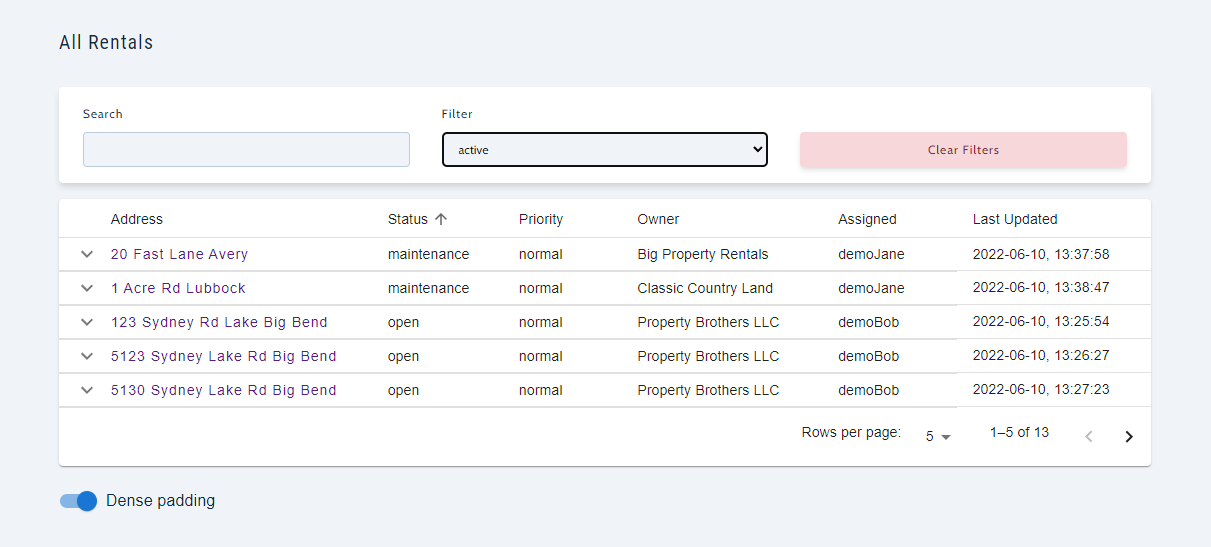 All Rentals
Search Filter
active Clear Filters
Address Status Priority Owner Assigned Last Updated
20 Fast Lane Avery maintenance normal Big Property Rentals demoJane 2022-06-10, 13:37:58
1 Acre Rd Lubbock maintenance normal Classic Country Land demoJane 2022-06-10, 13:38:47
123 Sydney Rd Lake Big Bend open normal Property Brothers LLC demoBob 2022-06-10, 13:25:54
5123 Sydney Lake Rd Big Bend open normal Property Brothers LLC demoBob 2022-06-10, 13:26:27
5130 Sydney Lake Rd Big Bend open normal Property Brothers LLC demoBob 2022-06-10, 13:27:23
Rows per page: 5 1–5 of 13
Dense padding